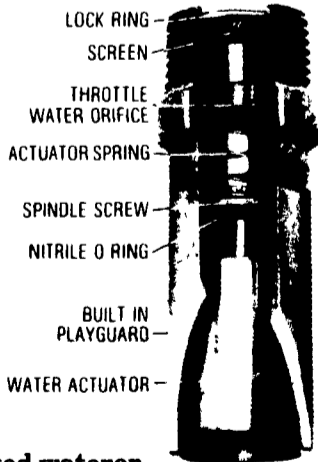 LOCK RING
SCREEN
THROTTLE
WATER ORIFICE
ACTUATOR SPRING
SPINDLE SCREW
NITRILE O RING
BUILT IN
PLAYGUARD
WATER ACTUATOR